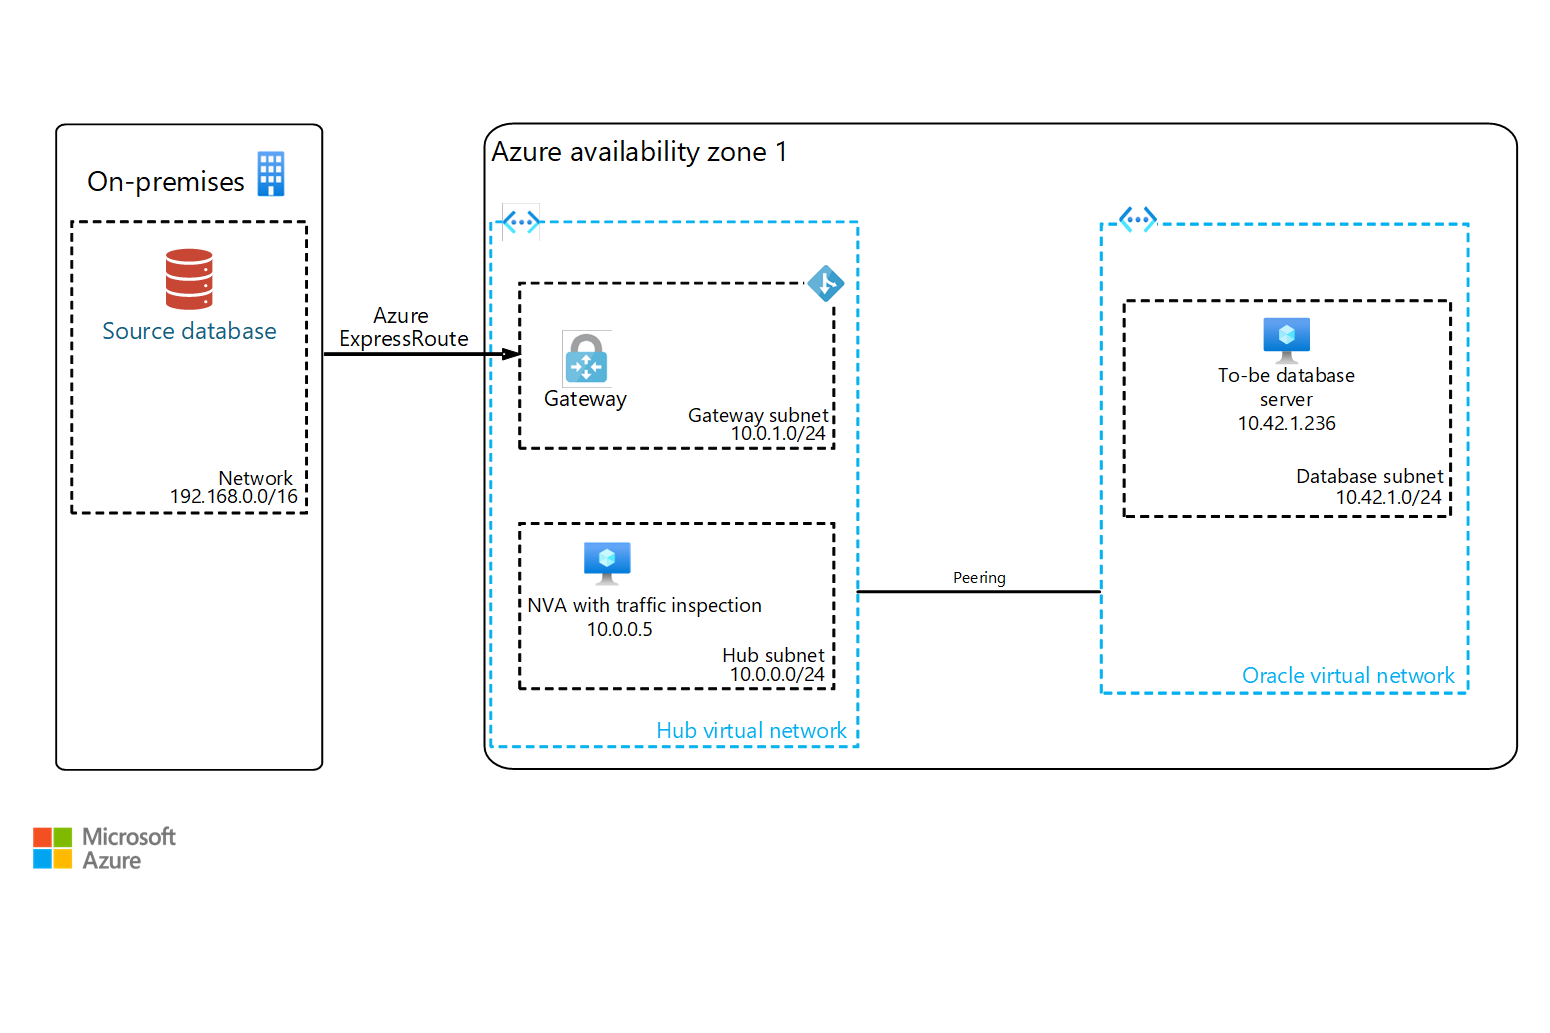 Azure availability zone 1
On-premises
Source database
Network
192.168.0.0/16
Azure
ExpressRoute
Gateway
Gateway subnet
10.0.1.0/24
NVA with traffic inspection
10.0.0.5
Hub subnet
10.0.0.0/24
Hub virtual network
Peering
To-be database
server
10.42.1.236
Database subnet
10.42.1.0/24
Oracle virtual network
Microsoft
Azure